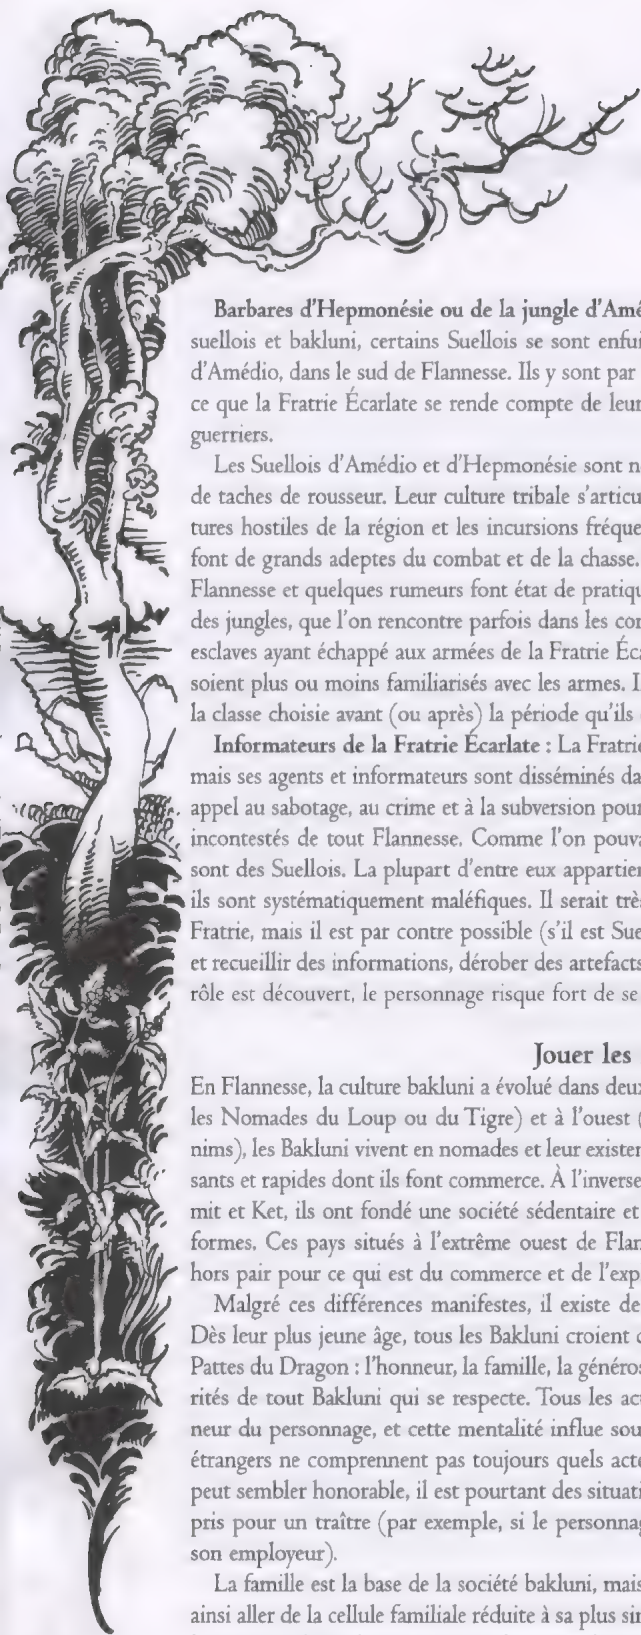 Barbares d'Hepmonésie ou de la jungle d'Amé
suellois et bakluni, certains Suellois se sont enfui
d'Amédio, dans le sud de Flannesse. Ils y sont par
ce que la Fratrie Écarlate se rende compte de leur
guerriers.
Les Suellois d'Amédio et d'Hepmonésie sont n
de taches de rousseur. Leur culture tribale s'articu
tures hostiles de la région et les incursions fréque
font de grands adeptes du combat et de la chasse.
Flannesse et quelques rumeurs font état de pratiqu
des jungles, que l'on rencontre parfois dans les con
esclaves ayant échappé aux armées de la Fratrie Éca
soient plus ou moins familiarisés avec les armes. I
la classe choisie avant (ou après) la période qu'ils
Informateurs de la Fratrie Écarlate : La Fratrie
mais ses agents et informateurs sont disséminés da
appel au sabotage, au crime et à la subversion pour
incontestés de tout Flannesse. Comme l'on pouva
sont des Suellois. La plupart d'entre eux appartien
ils sont systématiquement maléfiques. Il serait très
Fratrie, mais il est par contre possible (s'il est Sue
et recueillir des informations, dérober des artefacts
rôle est découvert, le personnage risque fort de se
Jouer les
En Flannesse, la culture bakluni a évolué dans deux
les Nomades du Loup ou du Tigre) et à l'ouest (
nims), les Bakluni vivent en nomades et leur existen
sants et rapides dont ils font commerce. À l'inverse
mit et Ket, ils ont fondé une société sédentaire et
formes. Ces pays situés à l'extrême ouest de Flan
hors pair pour ce qui est du commerce et de l'exp
Malgré ces différences manifestes, il existe de
Dès leur plus jeune âge, tous les Bakluni croient
Pattes du Dragon : l'honneur, la famille, la généros
rités de tout Bakluni qui se respecte. Tous les ac
neur du personnage, et cette mentalité influe sou
étrangers ne comprennent pas toujours quels acte
peut sembler honorable, il est pourtant des situati
pris pour un traître (par exemple, si le personnag
son employeur).
La famille est la base de la société bakluni, mais
ainsi aller de la cellule familiale réduite à sa plus sin